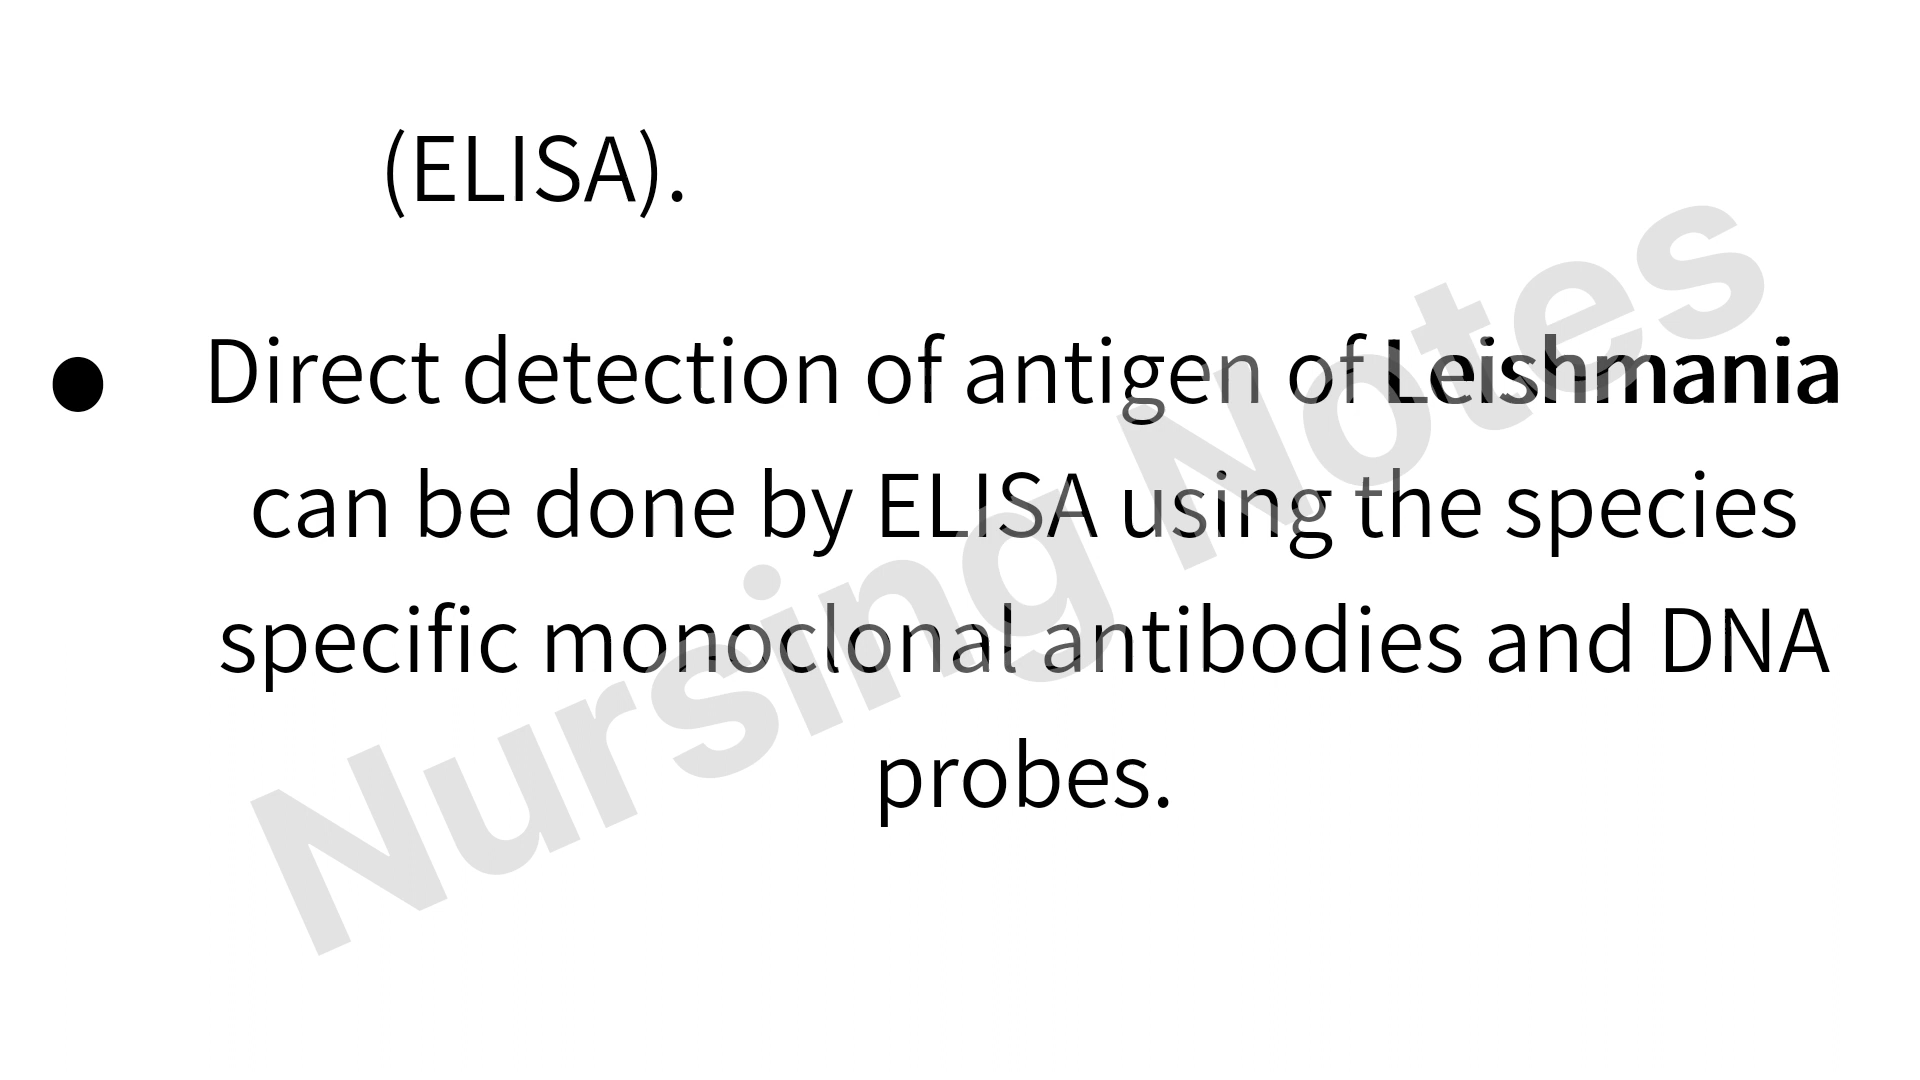 (ELISA).
● Direct detection of antigen of Leishmania
can be done by ELISA using the species
specific monoclonal antibodies and DNA
probes.
Nursing Notes